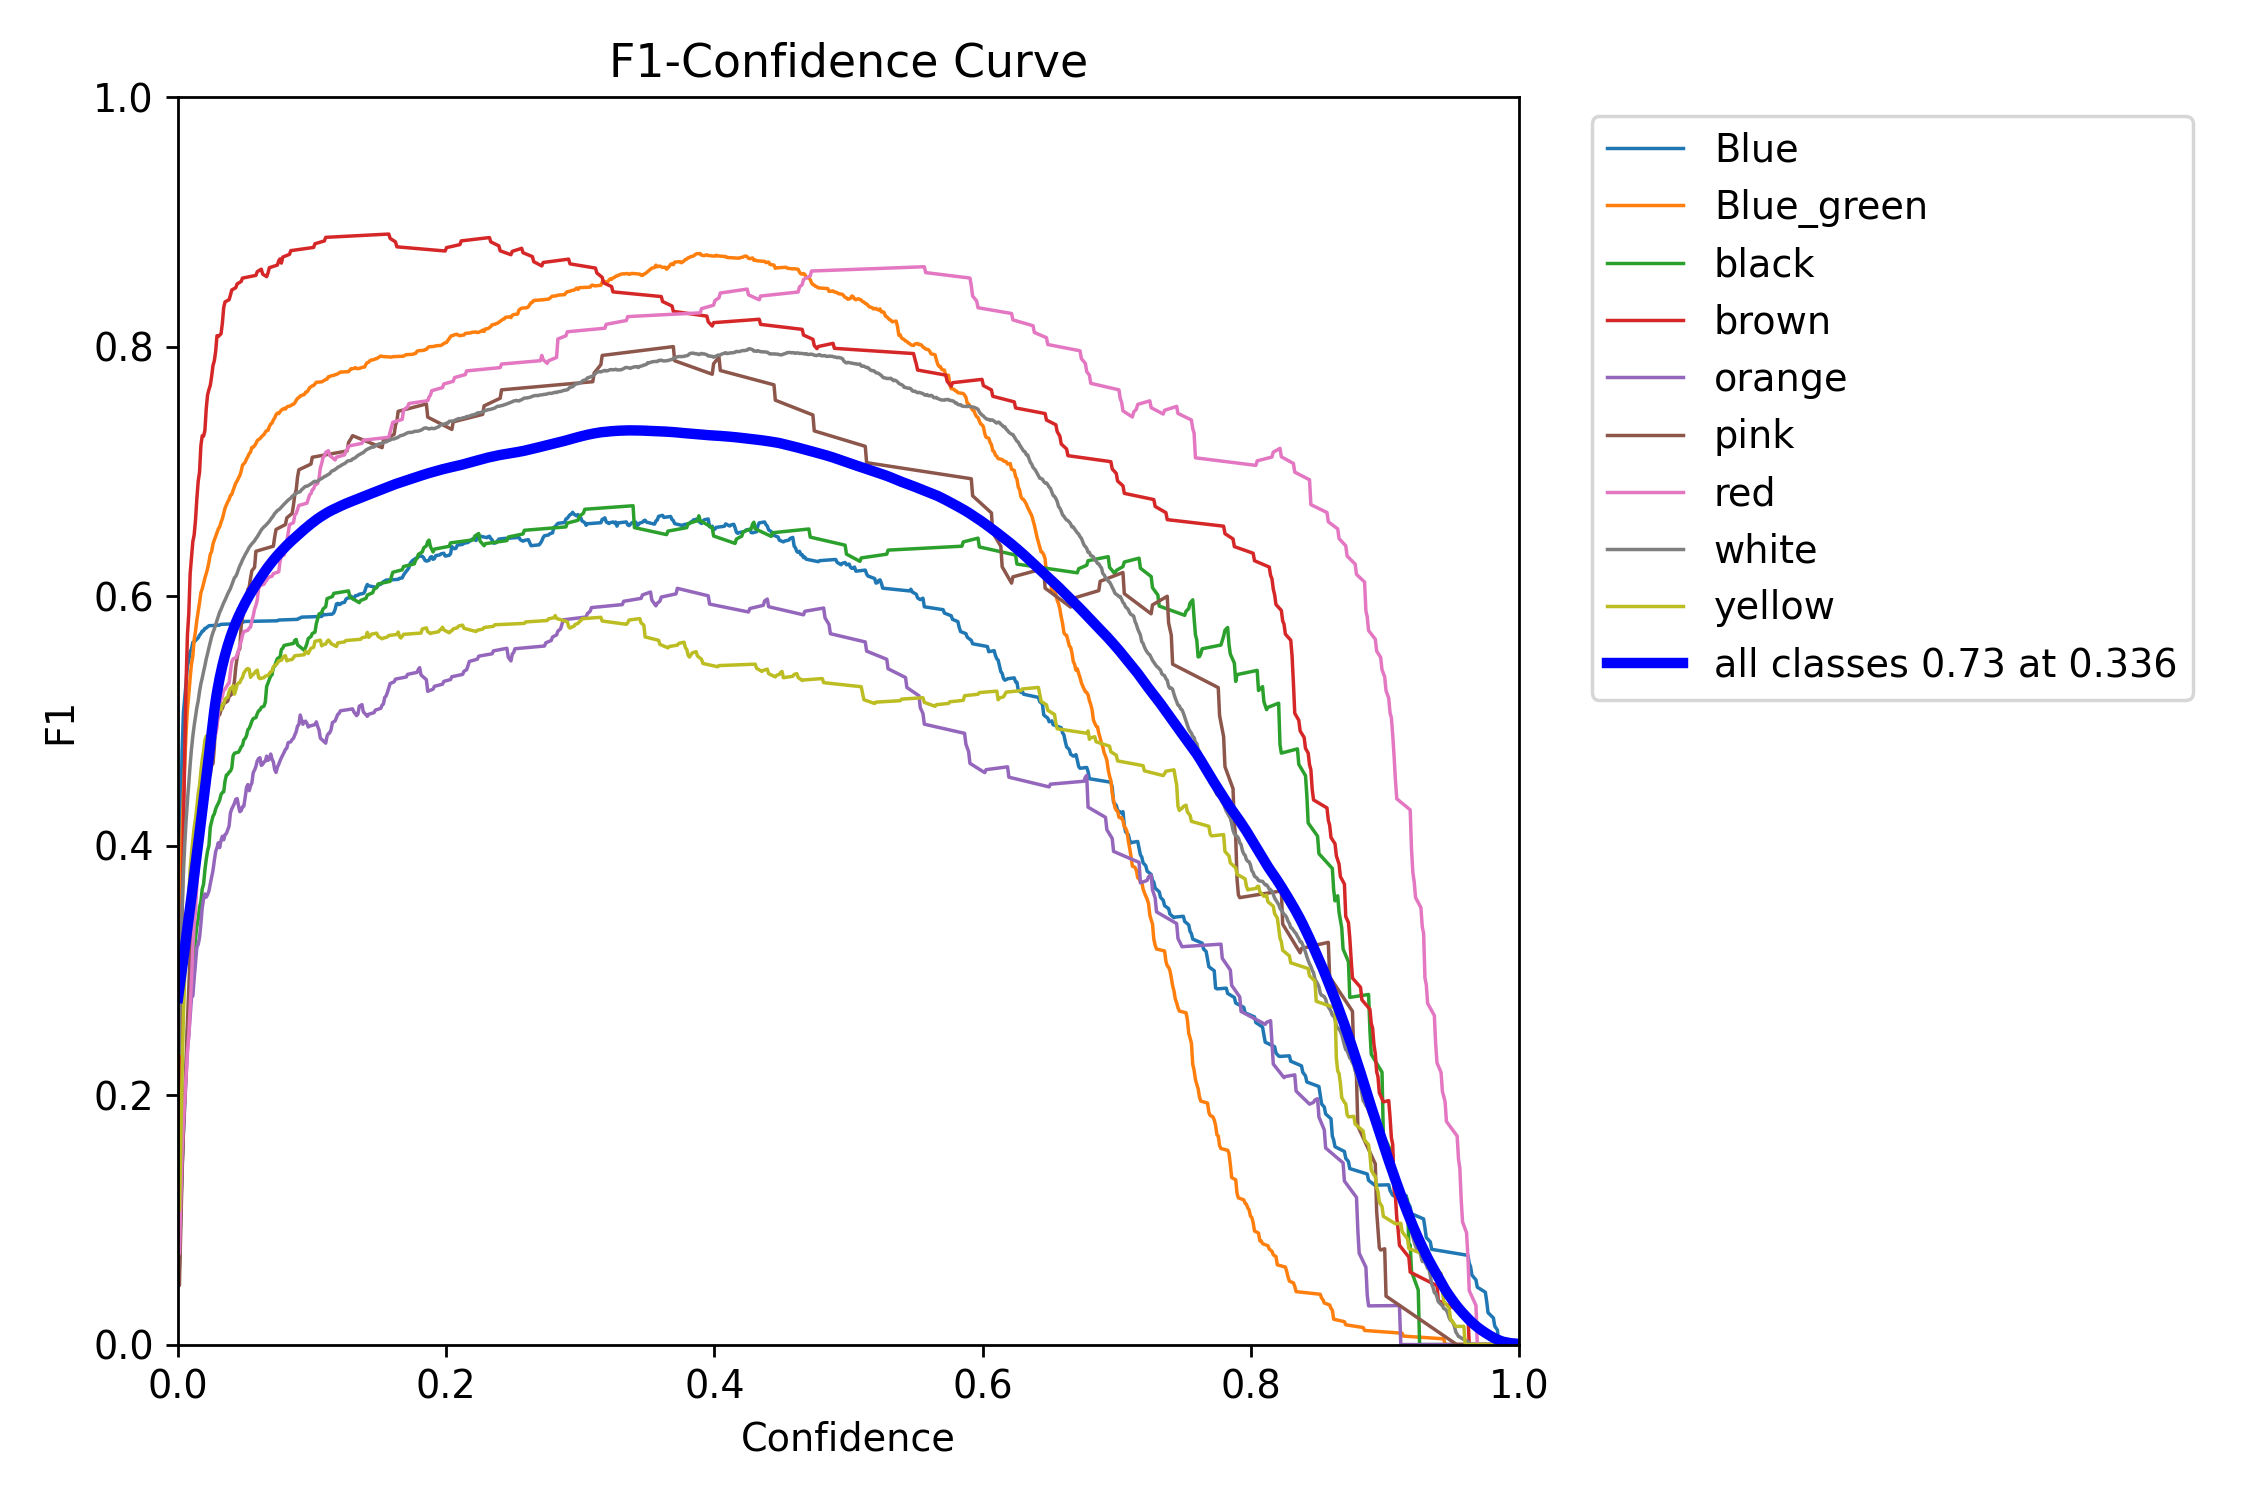 F1-Confidence Curve
1.0
0.8
0.6
0.4
0.2
0.0
F1
0.0 0.2 0.4 0.6 0.8 1.0
Confidence
Blue
Blue_green
black
brown
orange
pink
red
white
yellow
all classes 0.73 at 0.336